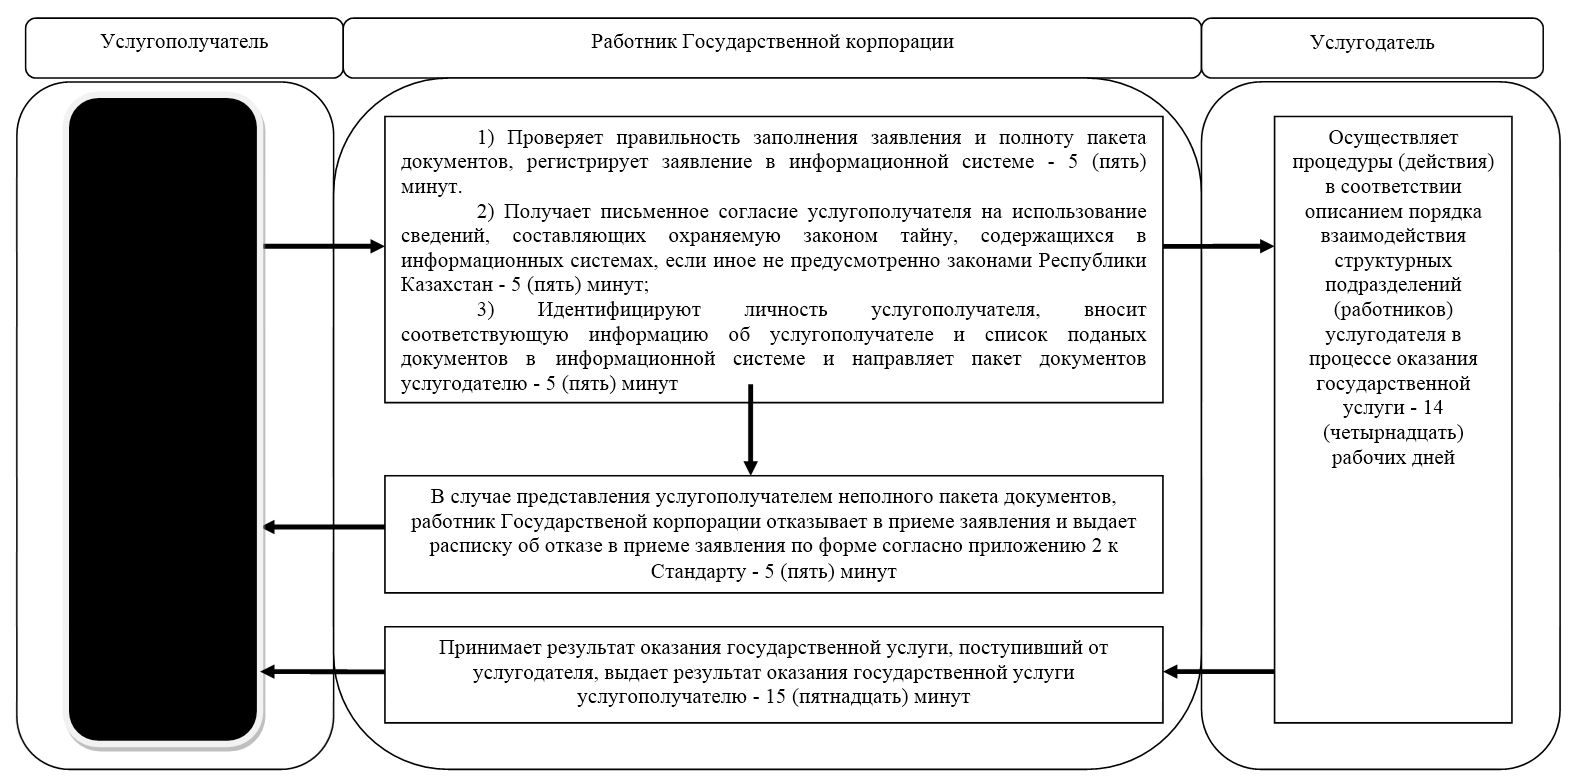 Услугополучатель
Работник Государственной корпорации
Услугодатель
1) Проверяет правильность заполнения заявления и полноту пакета
документов, регистрирует заявление в информационной системе - 5 (пять)
минут.
2) Получает письменное согласие услугополучателя на использование
сведений, составляющих охраняемую законом тайну, содержащихся в
информационных системах, если иное не предусмотренно законами Республики
Казахстан - 5 (пять) минут;
3) Идентифицируют личность услугополучателя, вносит
соответствующую информацию об услугополучателе и список поданых
документов в информационной системе и направляет пакет документов
услугодателю - 5 (пять) минут
В случае представления услугополучателем неполного пакета документов,
работник Государственой корпорации отказывает в приеме заявления и выдает
расписку об отказе в приеме заявления по форме согласно приложению 2 к
Стандарту - 5 (пять) минут
Принимает результат оказания государственной услуги, поступивший от
услугодателя, выдает результат оказания государственной услуги
услугополучателю - 15 (пятнадцать) минут
Осуществляет
процедуры (действия)
в соответствии
описанием порядка
взаимодействия
структурных
подразделений
(работников)
услугодателя в
процессе оказания
государственной
услуги - 14
(четырнадцать)
рабочих дней